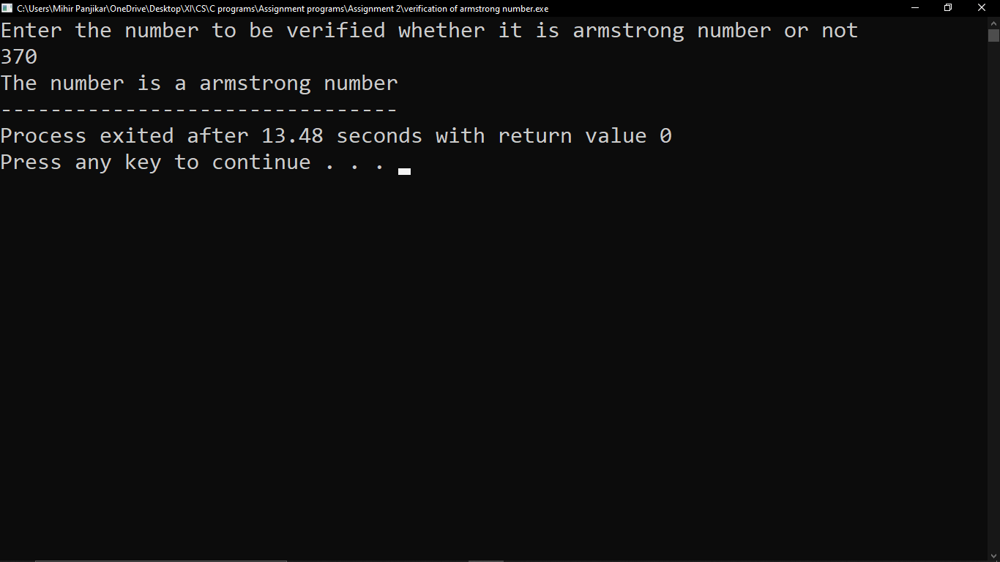 C:\Users\Mihir Panjikar\OneDrive\Desktop\XI\CS\C programs\Assignment programs\Assignment 2\verification of armstrong number.exe
Enter the number to be verified whether it is armstrong number or not
370
The number is a armstrong number
--------------------------------
Process exited after 13.48 seconds with return value 0
Press any key to continue . . .